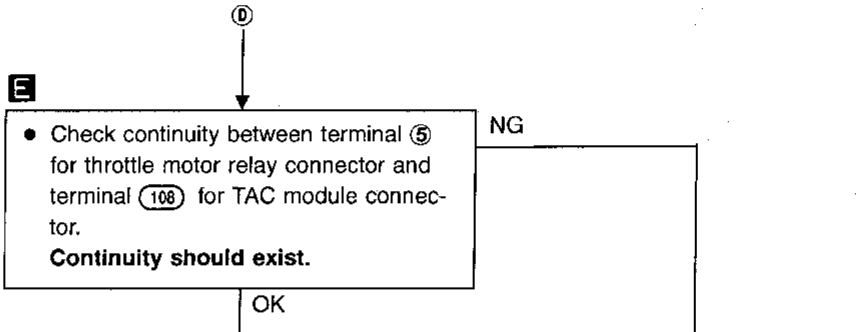 Ⓓ
E
● Check continuity between terminal ⑤
for throttle motor relay connector and
terminal (108) for TAC module connec-
tor.
Continuity should exist.
NG
OK